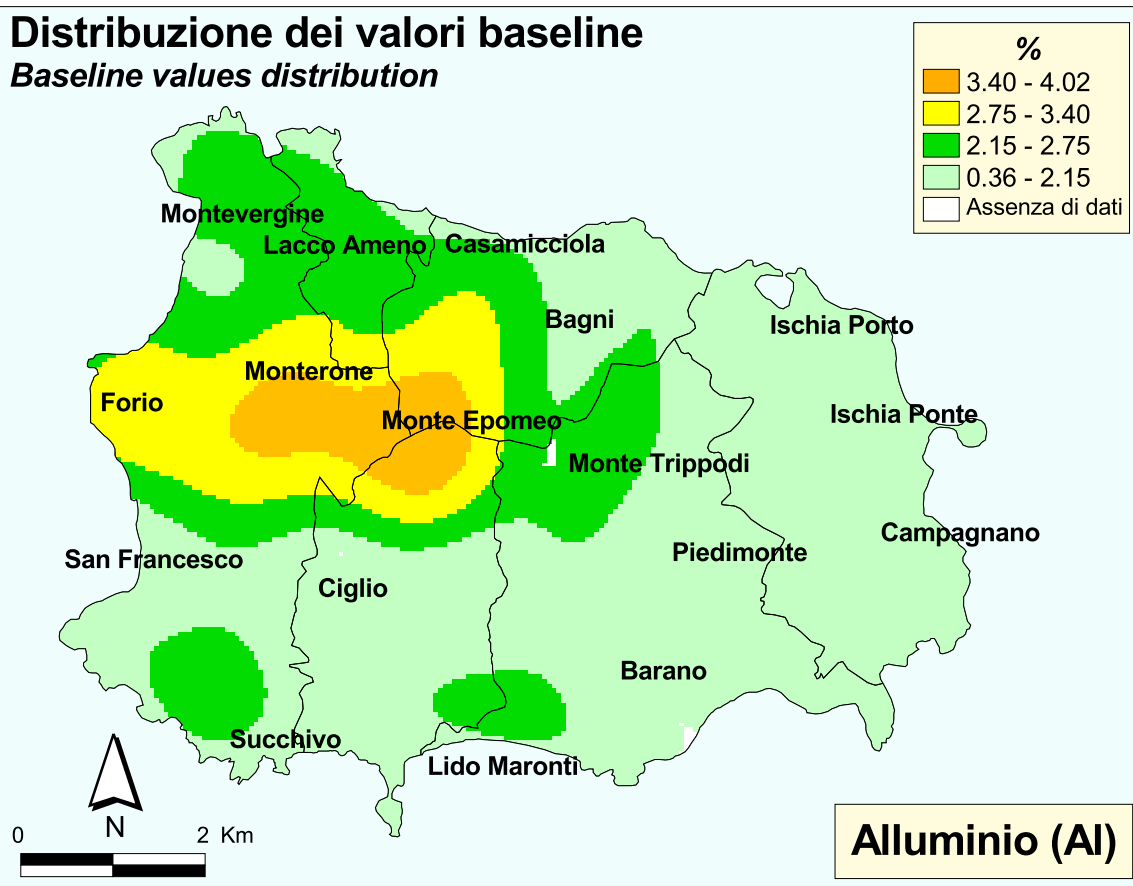 Distribuzione dei valori baseline
Baseline values distribution
%
3.40 - 4.02
2.75 - 3.40
2.15 - 2.75
0.36 - 2.15
Assenza di dati
Montevergine
Lacco Ameno
Casamicciola
Bagni
Ischia Porto
Monterone
Forio
Monte Epomeo
Ischia Ponte
Monte Trippodi
Campagnano
San Francesco
Piedimonte
Ciglio
Barano
Succhivo
Lido Maronti
N
0 2 Km
Alluminio (Al)